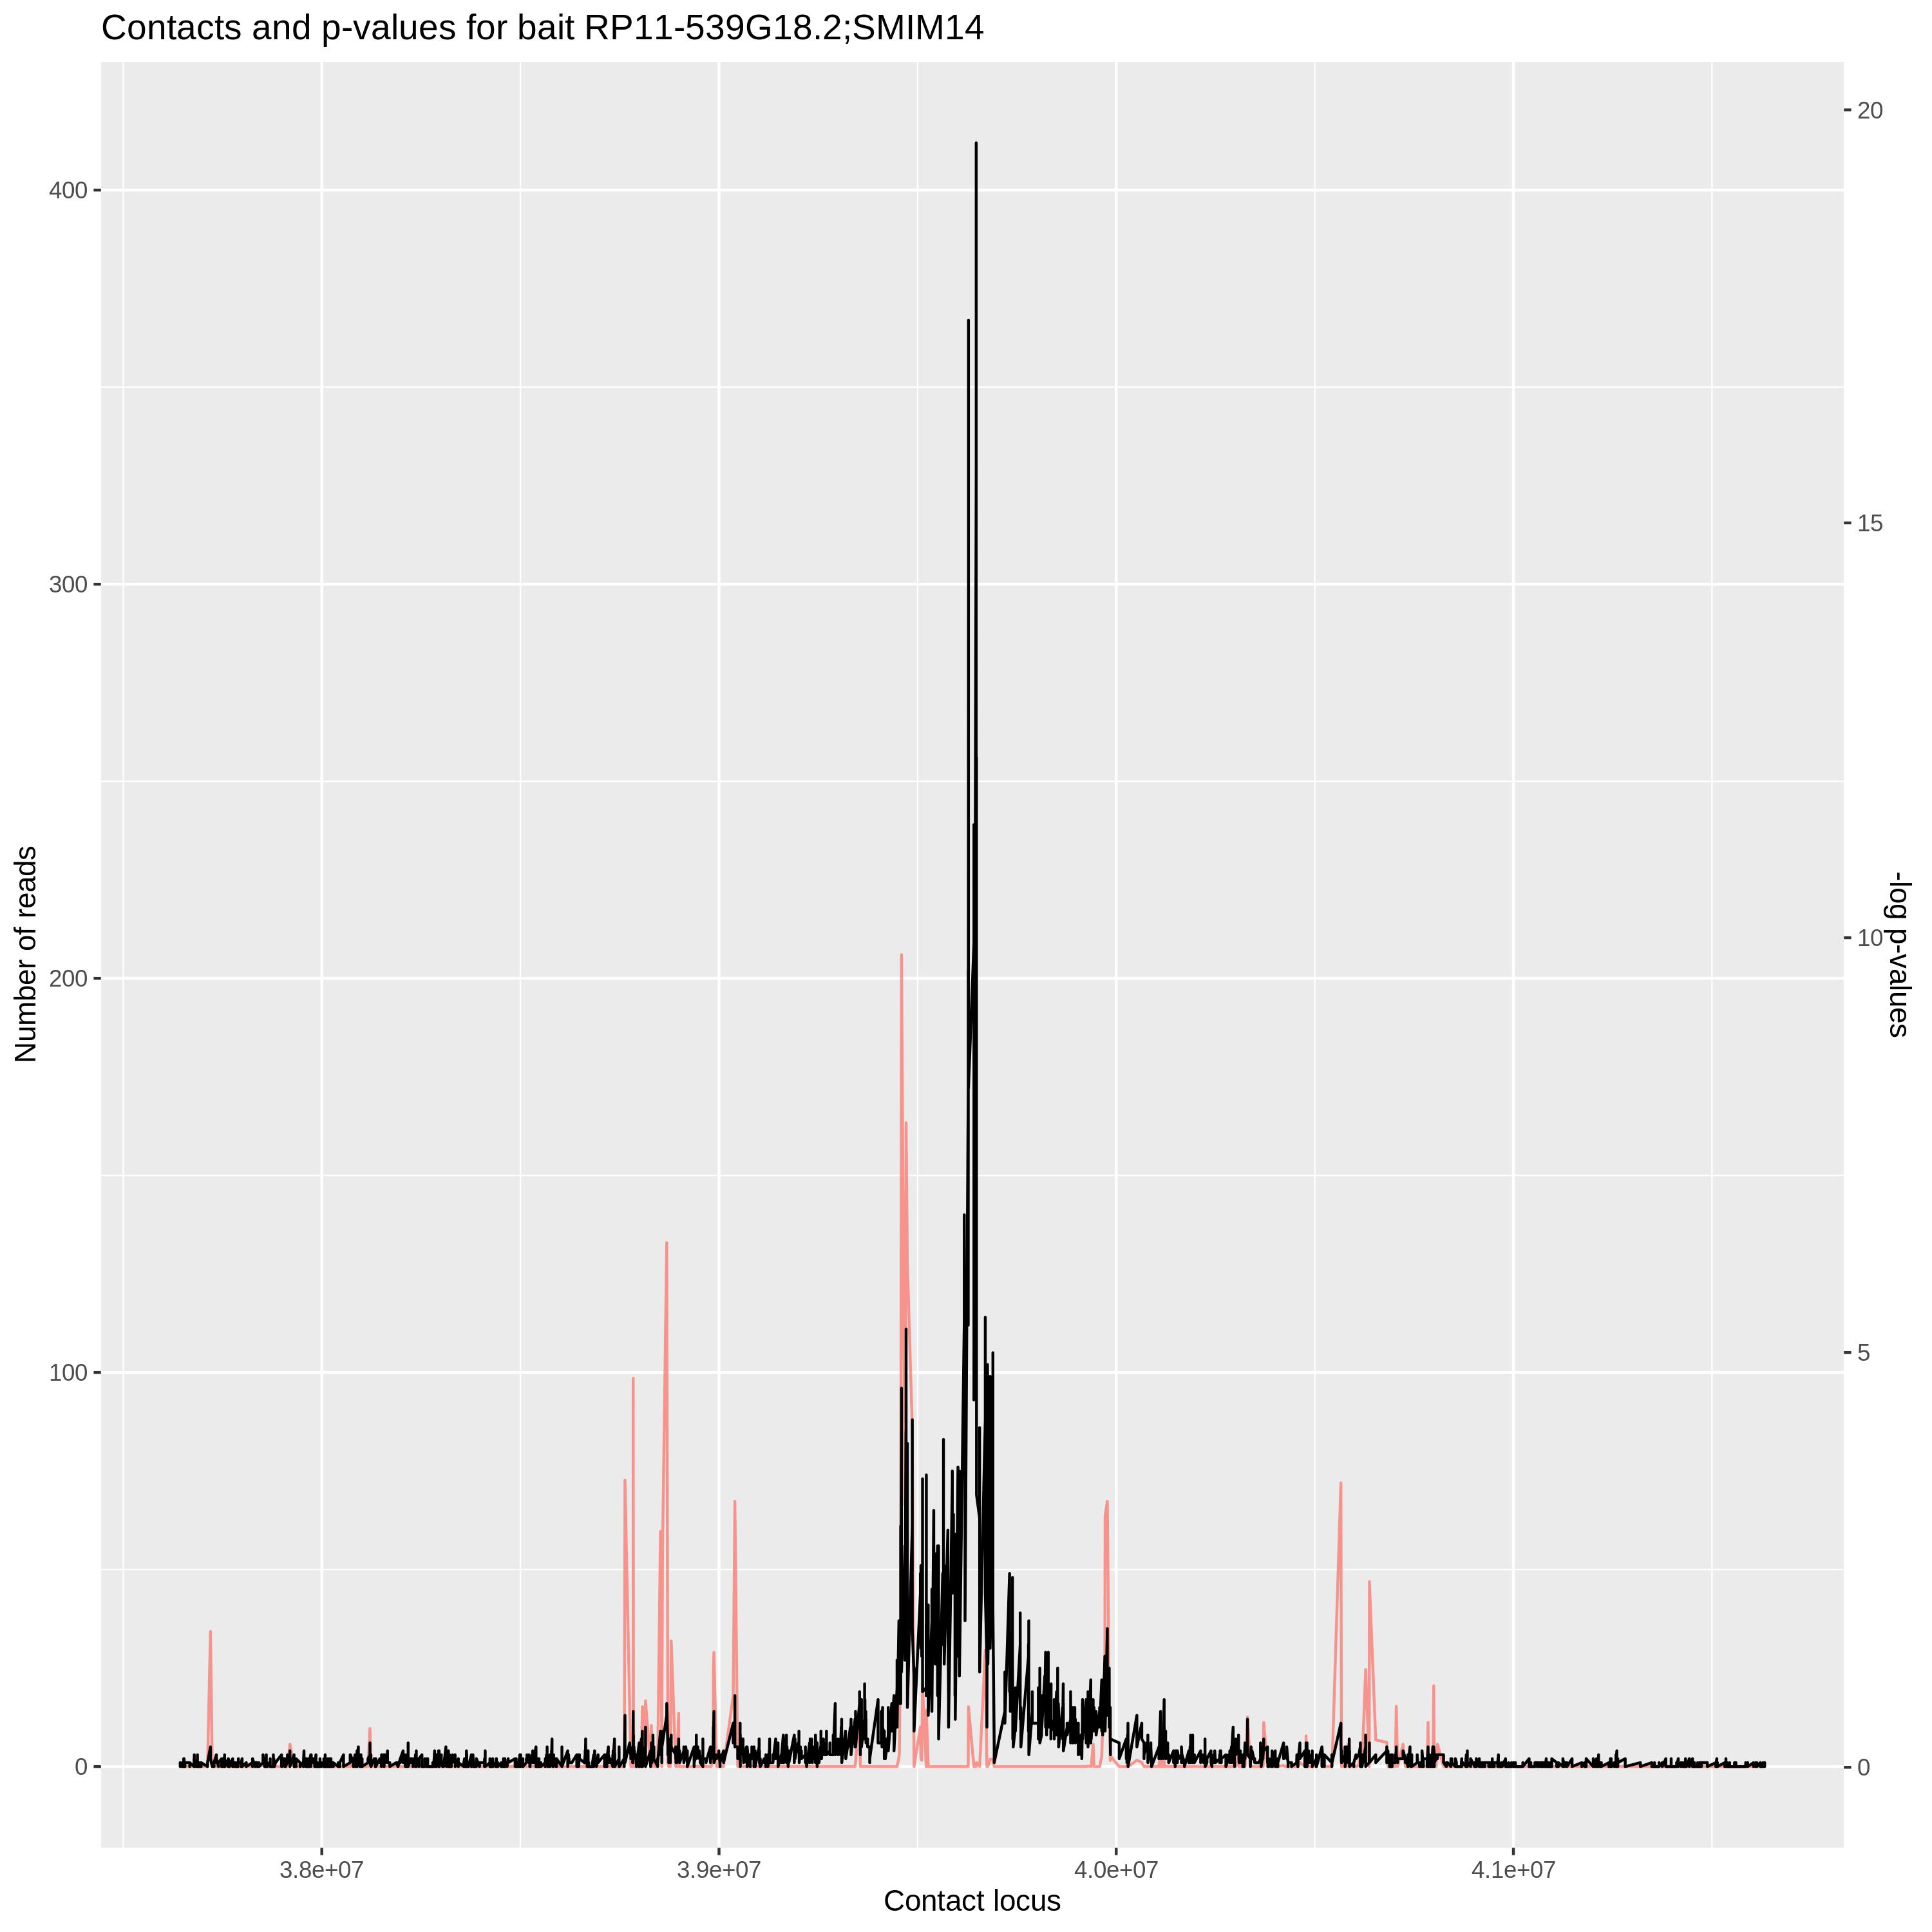 Contacts and p-values for bait RP11-539G18.2;SMIM14
Number of reads
400
300
200
100
0
20
15
10
5
0
-log p-values
3.8e+07 3.9e+07 4.0e+07 4.1e+07
Contact locus